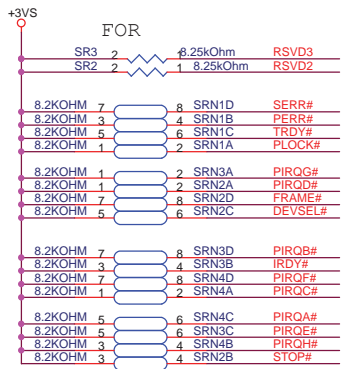 +3VS
FOR
SR3 2 1 8.25kOhm RSVD3
SR2 2 1 8.25kOhm RSVD2
8.2KOHM 7 8 SRN1D SERR#
8.2KOHM 3 4 SRN1B PERR#
8.2KOHM 5 6 SRN1C TRDY#
8.2KOHM 1 2 SRN1A PLOCK#
8.2KOHM 1 2 SRN3A PIRQG#
8.2KOHM 1 2 SRN2A PIRQD#
8.2KOHM 7 8 SRN2D FRAME#
8.2KOHM 5 6 SRN2C DEVSEL#
8.2KOHM 7 8 SRN3D PIRQB#
8.2KOHM 3 4 SRN3B IRDY#
8.2KOHM 7 8 SRN4D PIRQF#
8.2KOHM 1 2 SRN4A PIRQC#
8.2KOHM 5 6 SRN4C PIRQA#
8.2KOHM 5 6 SRN3C PIRQE#
8.2KOHM 3 4 SRN4B PIRQH#
8.2KOHM 3 4 SRN2B STOP#